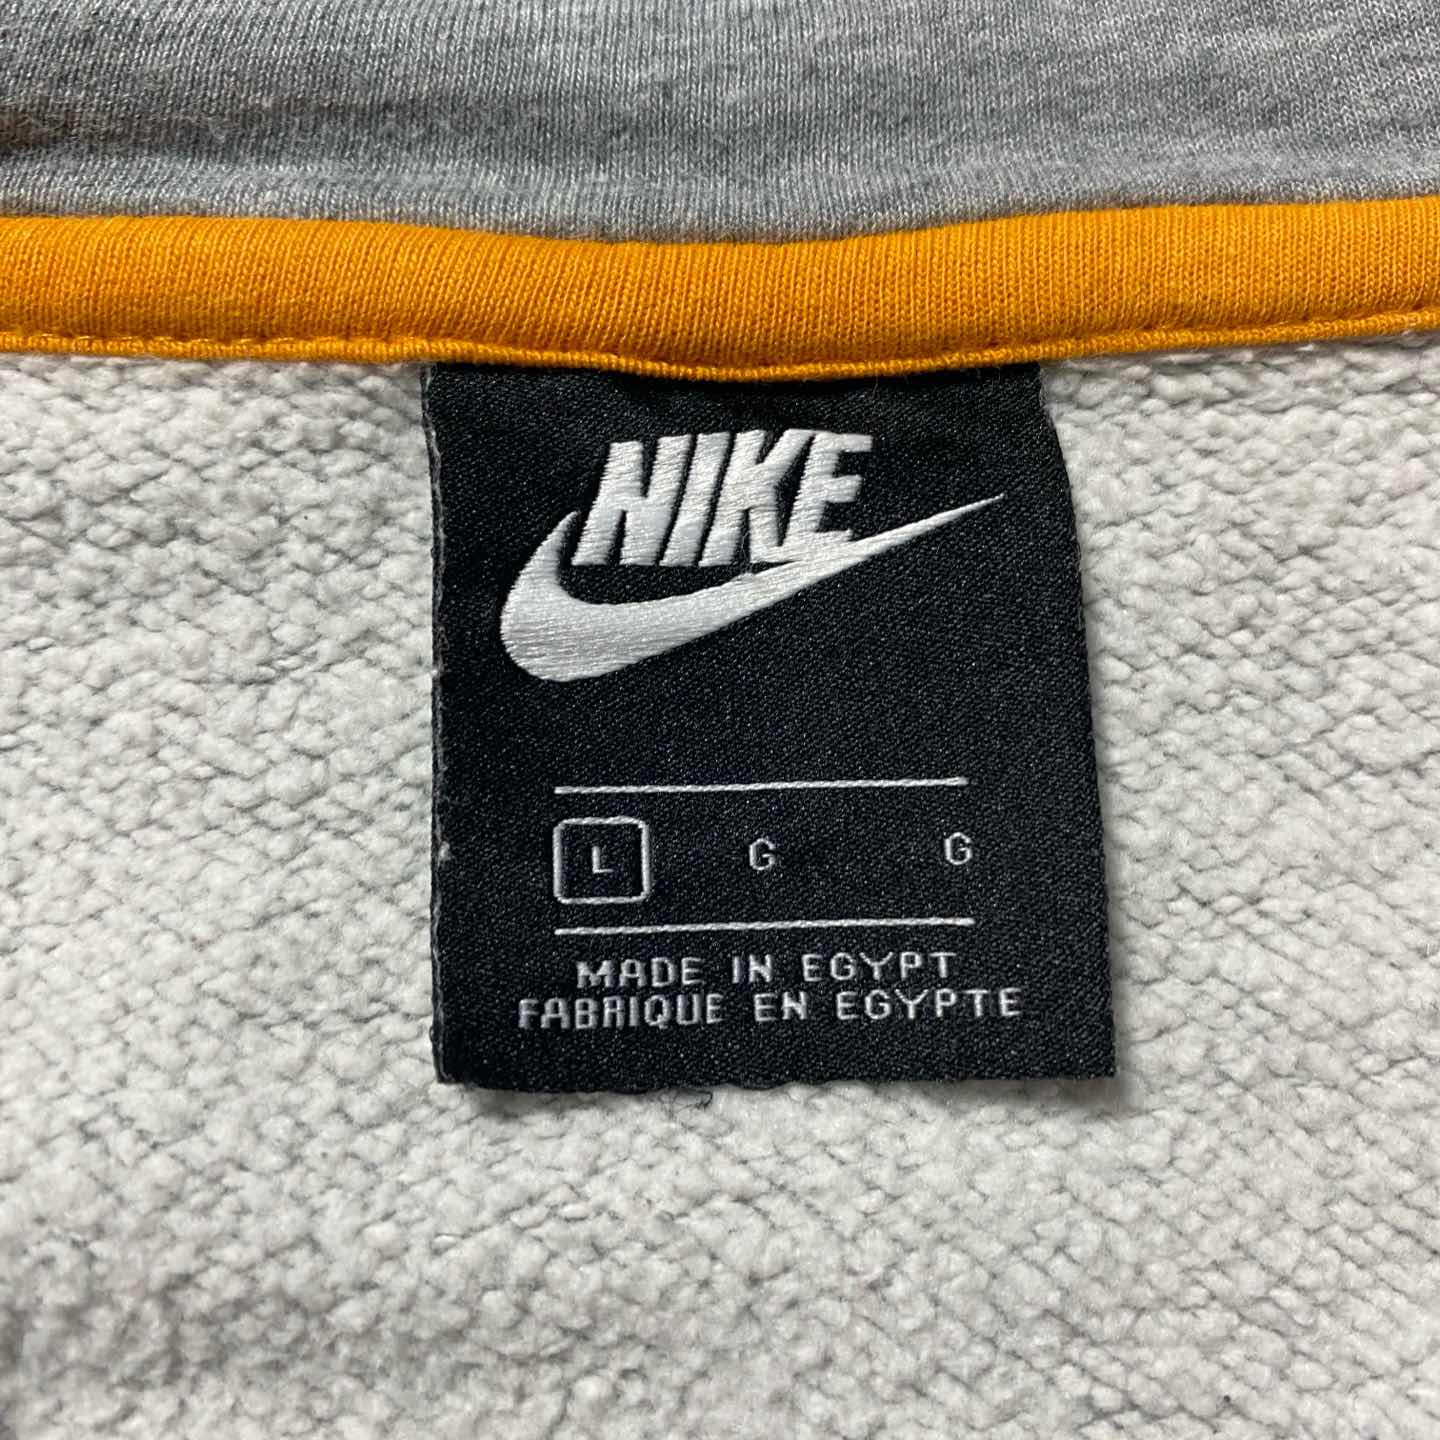 NIKE
L G G
MADE IN EGYPT
FABRIQUE EN EGYPTE